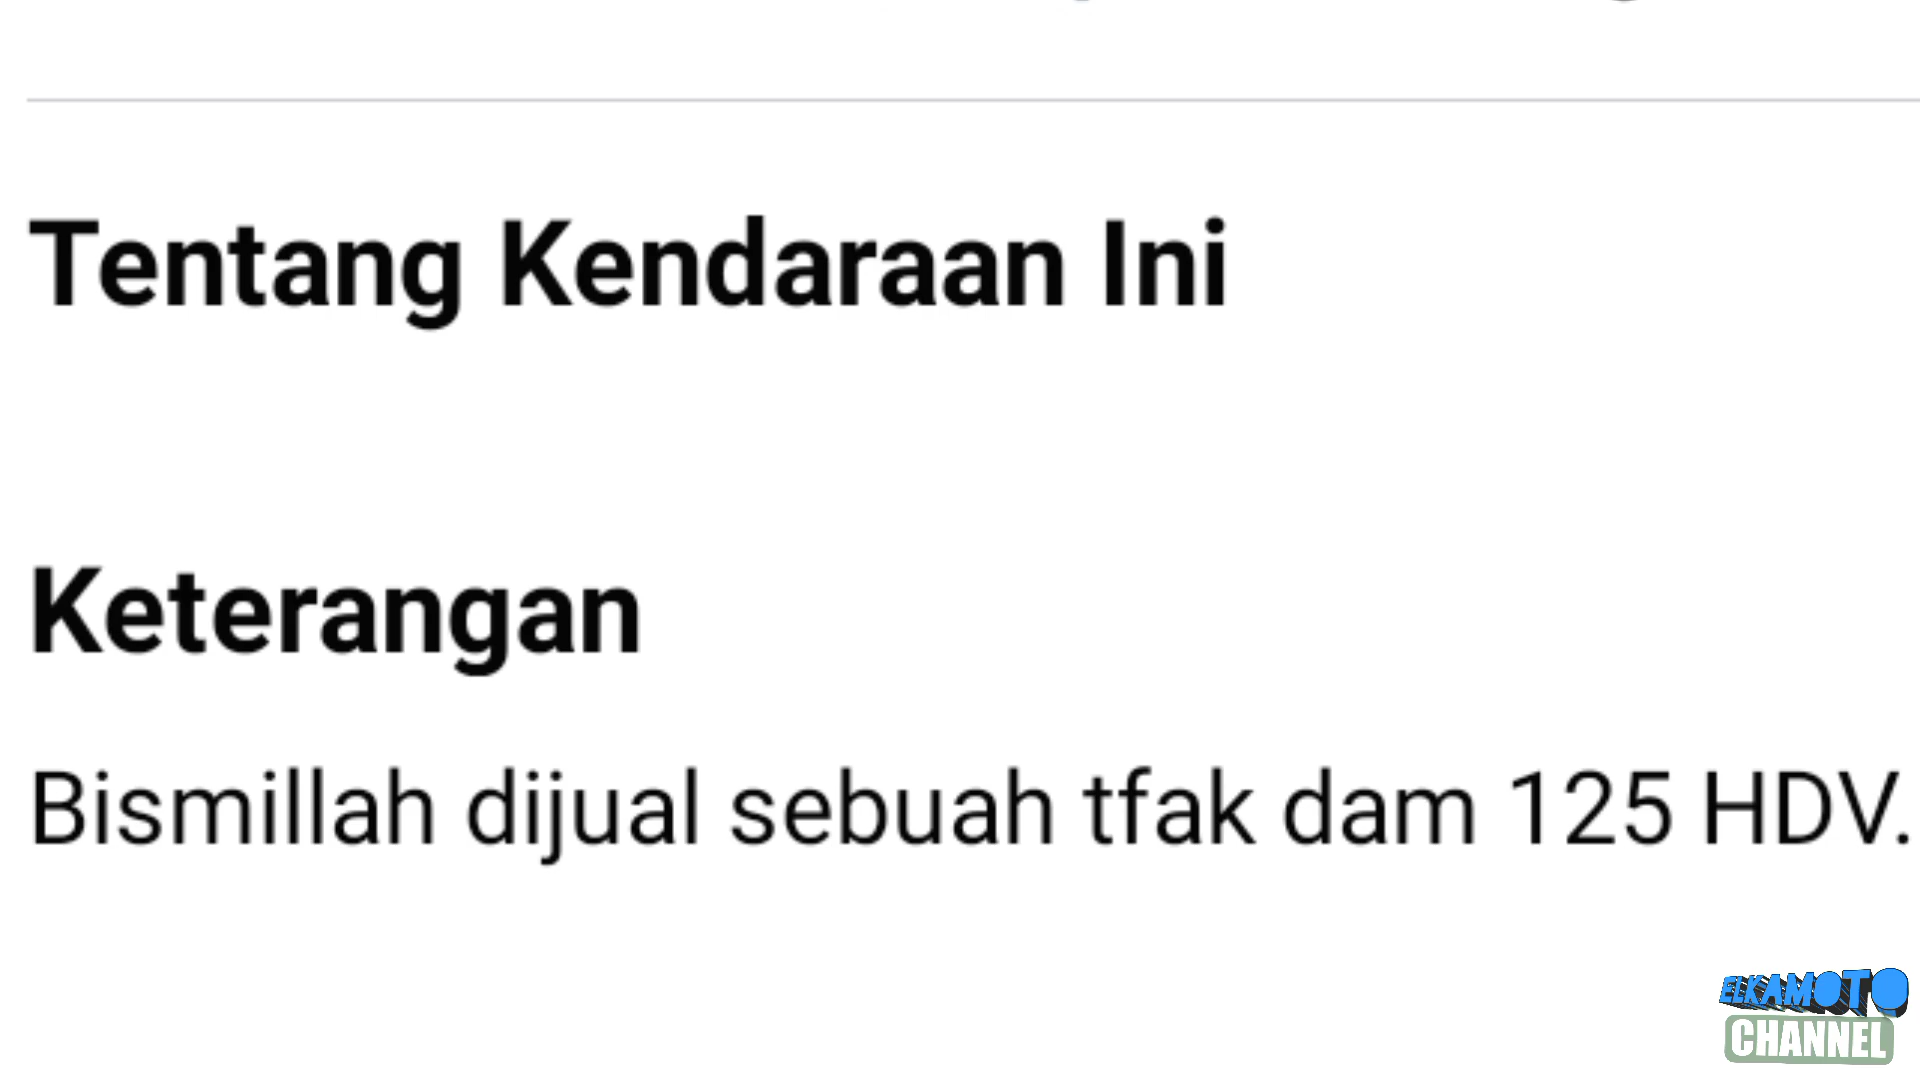 Tentang Kendaraan Ini
Keterangan
Bismillah dijual sebuah tfak dam 125 HDV.
ELKAMOTO
CHANNEL